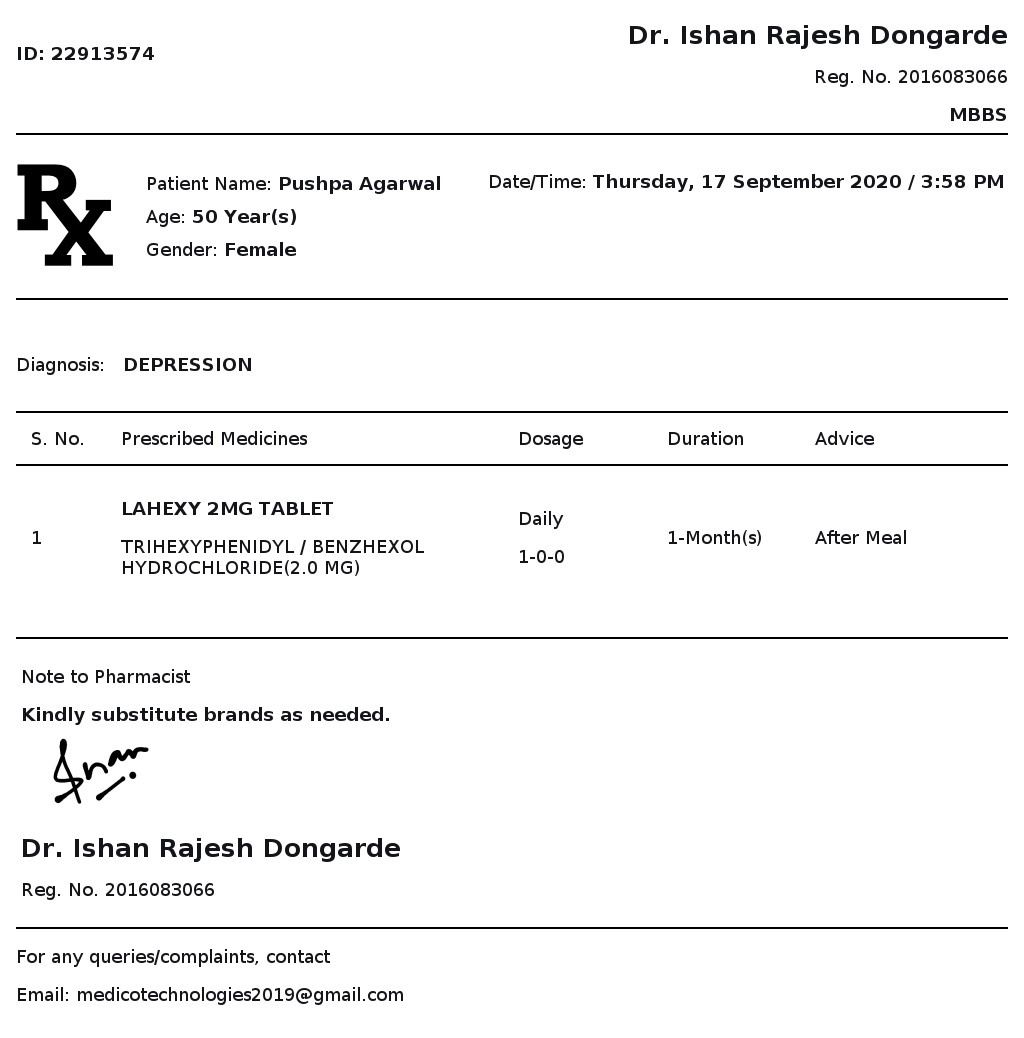 ID: 22913574
Dr. Ishan Rajesh Dongarde
Reg. No. 2016083066
MBBS
Rx
Patient Name: Pushpa Agarwal
Date/Time: Thursday, 17 September 2020 / 3:58 PM
Age: 50 Year(s)
Gender: Female
Diagnosis: DEPRESSION
S. No. Prescribed Medicines Dosage Duration Advice
1 LAHEXY 2MG TABLET
TRIHEXYPHENIDYL / BENZHEXOL
HYDROCHLORIDE(2.0 MG)
Daily
1-0-0
1-Month(s)
After Meal
Note to Pharmacist
Kindly substitute brands as needed.
Dr. Ishan Rajesh Dongarde
Reg. No. 2016083066
For any queries/complaints, contact
Email: medicotechnologies2019@gmail.com